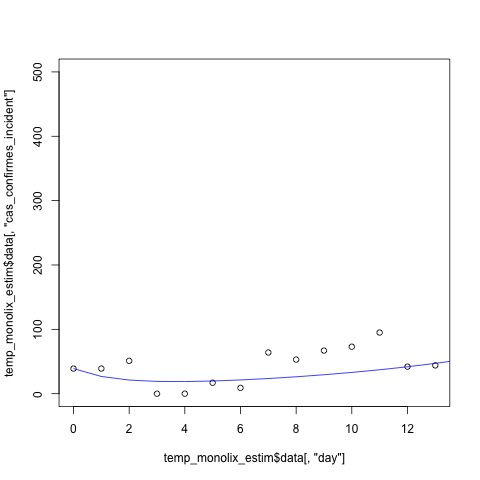 temp_monolix_estim$data[, "cas_confirmes_incident"]
500
400
300
200
100
0
0 2 4 6 8 10 12
temp_monolix_estim$data[, "day"]